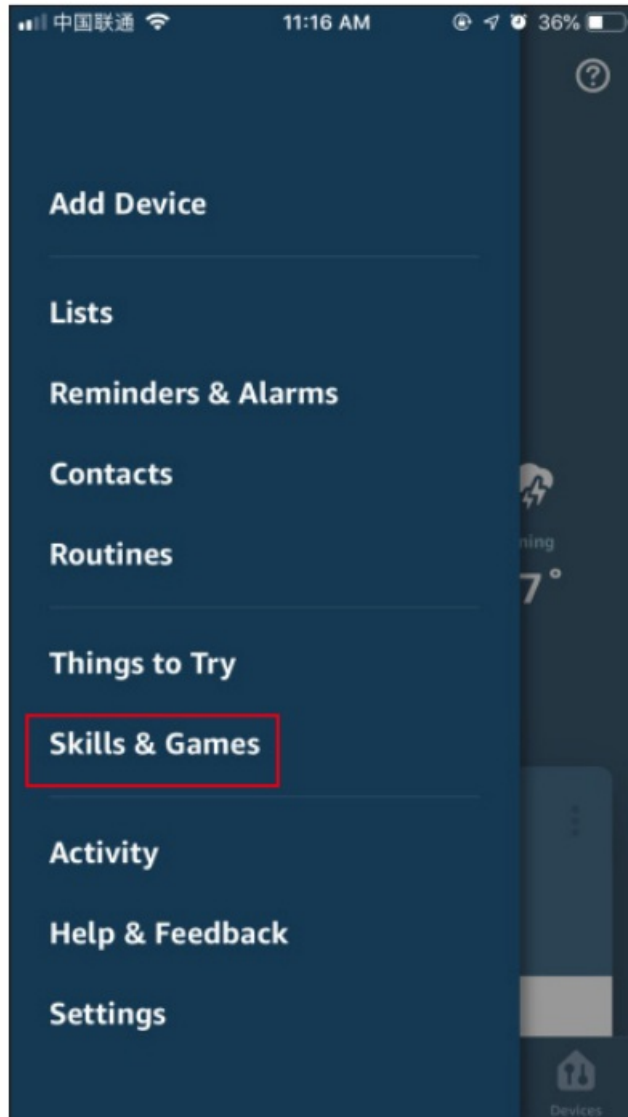 中国联通 11:16 AM 36%
Add Device
Lists
Reminders & Alarms
Contacts
Routines
ning
7°
Things to Try
Skills & Games
Activity
Help & Feedback
Settings
Devices